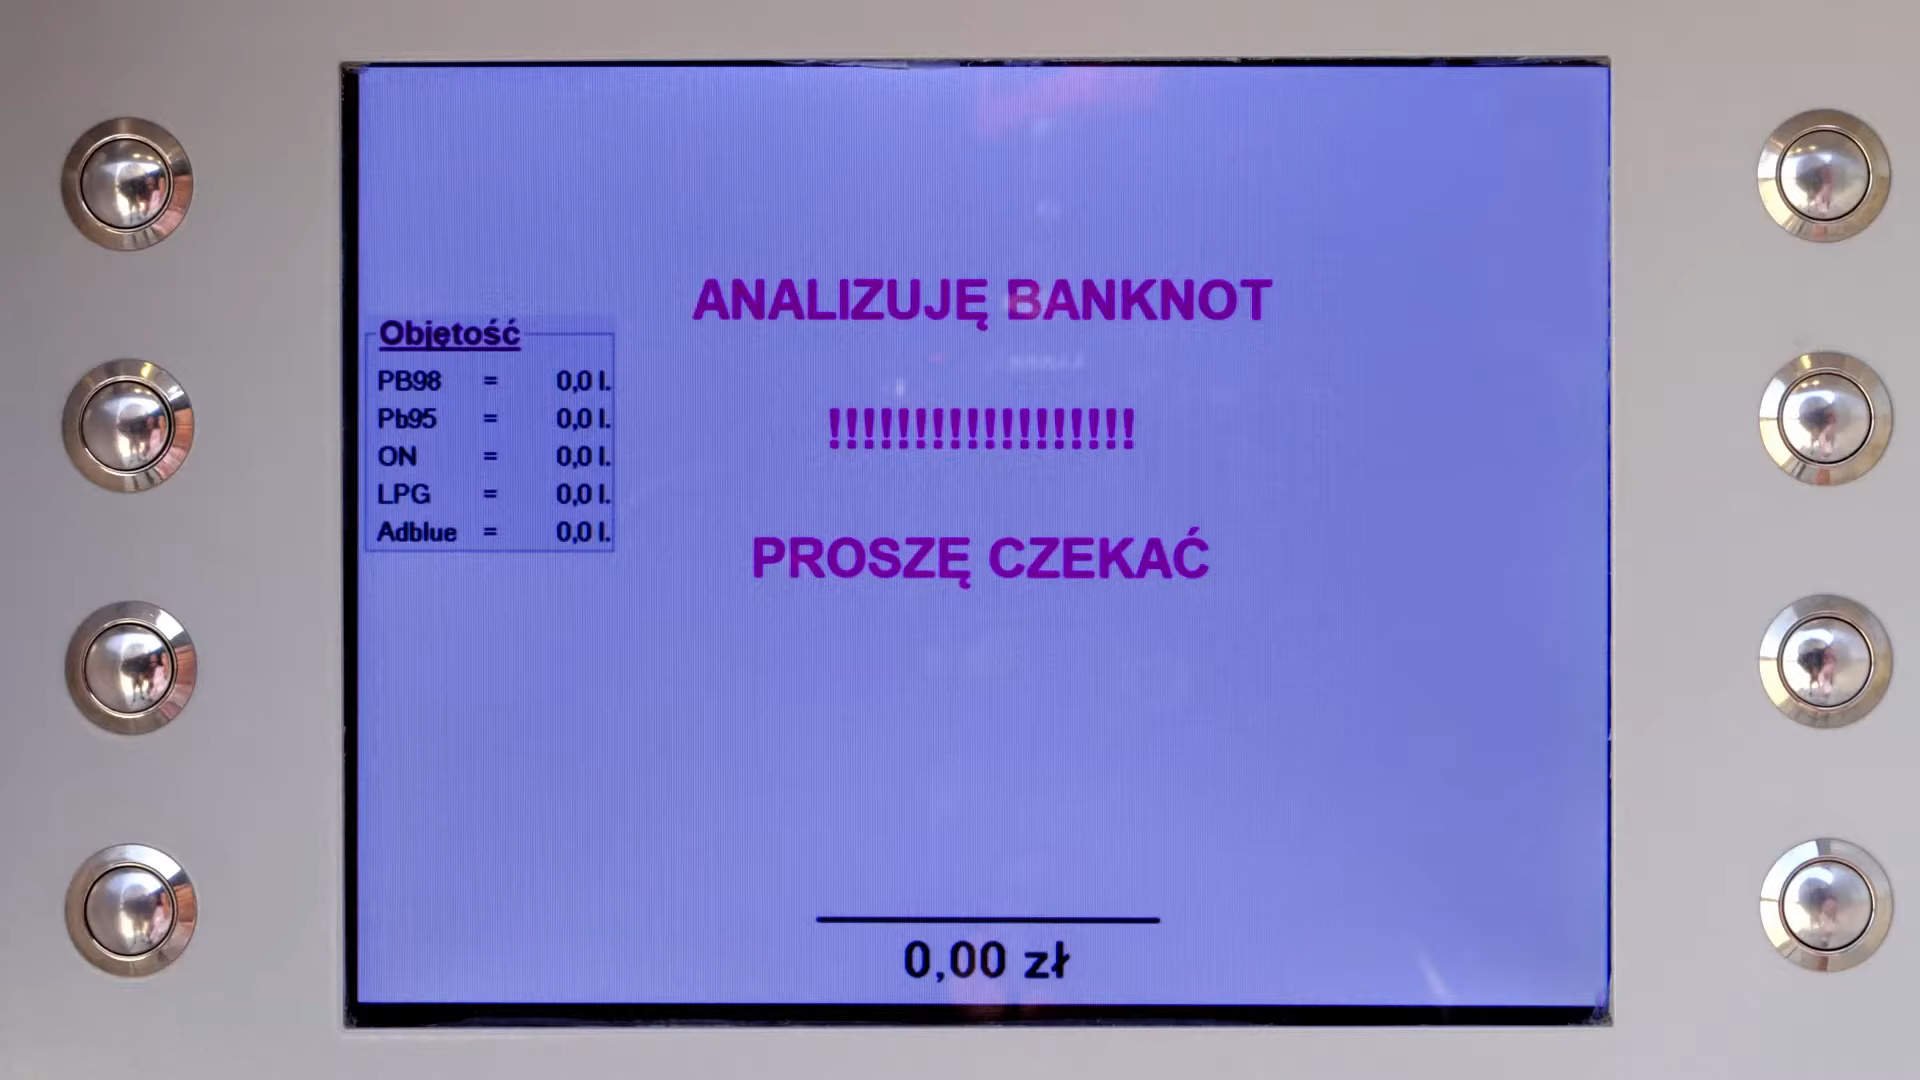 ANALIZUJĘ BANKNOT
!!!!!!!!!!!!!!!!!!
PROSZĘ CZEKAĆ
Objętość
PB98 = 0,0 l.
Pb95 = 0,0 l.
ON = 0,0 l.
LPG = 0,0 l.
Adblue = 0,0 l.
0,00 zł